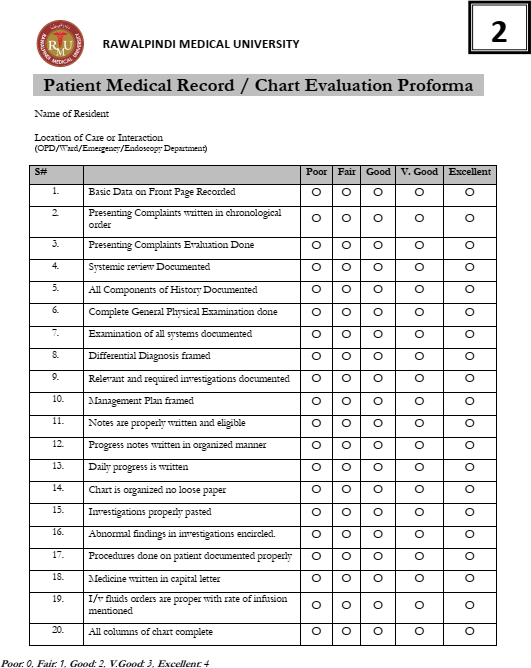 2
RAWALPINDI MEDICAL UNIVERSITY
Patient Medical Record / Chart Evaluation Proforma
Name of Resident
Location of Care or Interaction
(OPD/Ward/Emergency/Endoscopy Department)
S# Poor Fair Good V. Good Excellent
1. Basic Data on Front Page Recorded
2. Presenting Complaints written in chronological
order
3. Presenting Complaints Evaluation Done
4. Systemic review Documented
5. All Components of History Documented
6. Complete General Physical Examination done
7. Examination of all systems documented
8. Differential Diagnosis framed
9. Relevant and required investigations documented
10. Management Plan framed
11. Notes are properly written and eligible
12. Progress notes written in organized manner
13. Daily progress is written
14. Chart is organized no loose paper
15. Investigations properly pasted
16. Abnormal findings in investigations encircled.
17. Procedures done on patient documented properly
18. Medicine written in capital letter
19. I/v fluids orders are proper with rate of infusion
mentioned
20. All columns of chart complete
Poor: 0, Fair: 1, Good: 2, V.Good: 3, Excellent: 4